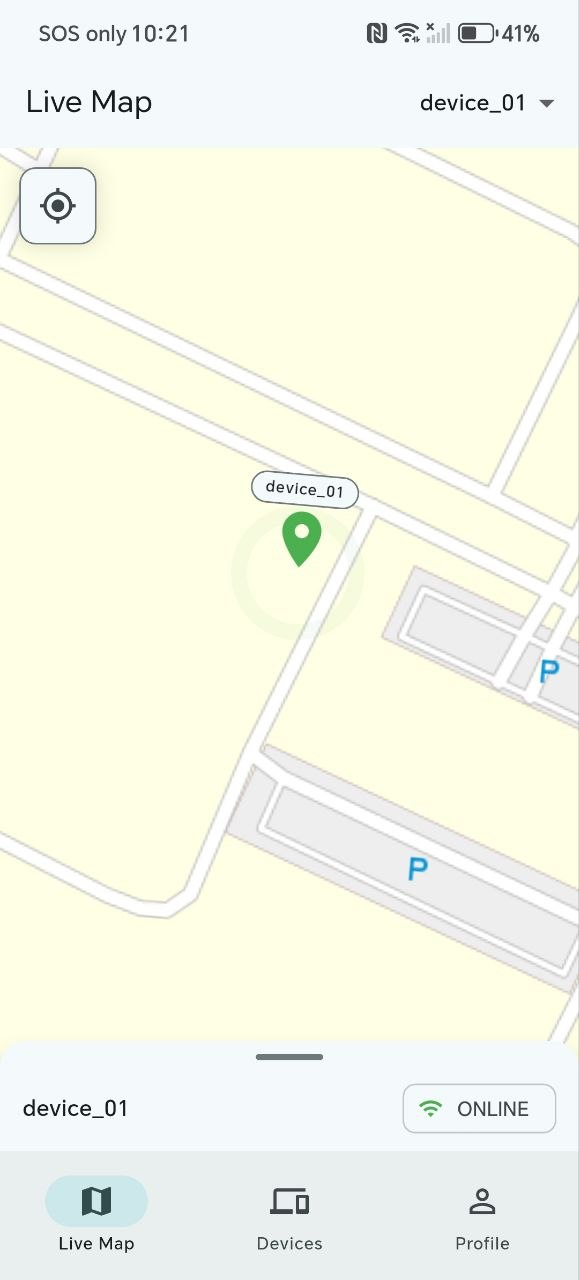 SOS only 10:21
41%
Live Map
device_01
device_01
P
P
device_01
ONLINE
Live Map
Devices
Profile